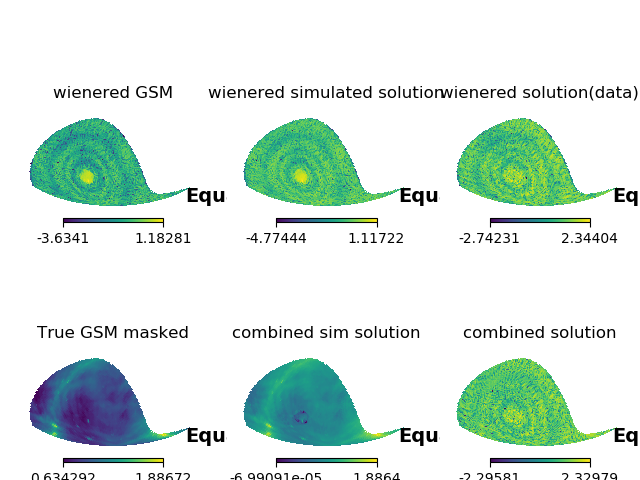 wienered GSM wienered simulated solution wienered solution(data)
Equ Equ Eq
-3.6341 1.18281 -4.77444 1.11722 -2.74231 2.34404
True GSM masked combined sim solution combined solution
Equ Equ Eq
0.634292 1.88672 -6.99091e-05 1.8864 -2.29581 2.32979